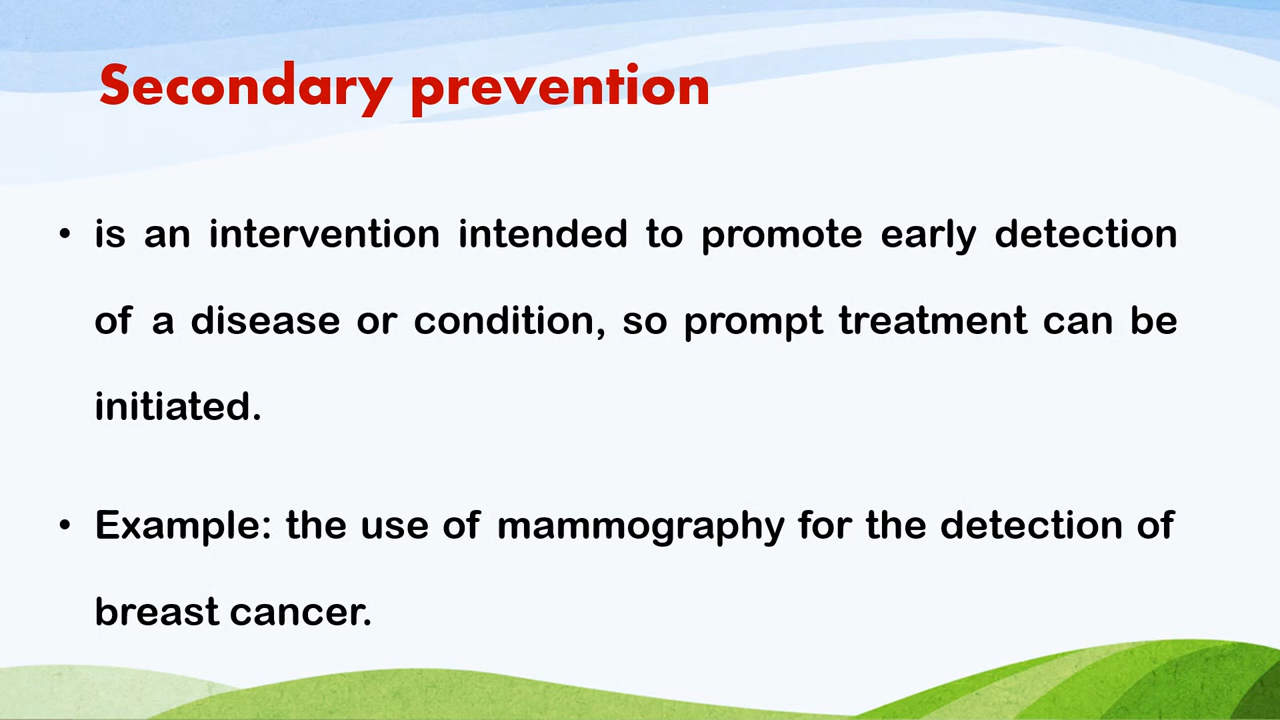 Secondary prevention
• is an intervention intended to promote early detection
of a disease or condition, so prompt treatment can be
initiated.
• Example: the use of mammography for the detection of
breast cancer.